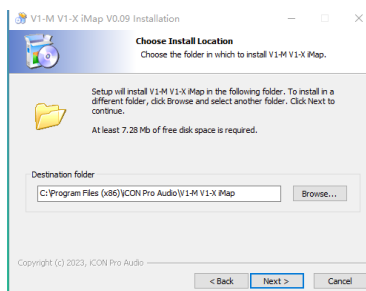 V1-M V1-X iMap V0.09 Installation
Choose Install Location
Choose the folder in which to install V1-M V1-X iMap.
Setup will install V1-M V1-X iMap in the following folder. To install in a
different folder, click Browse and select another folder. Click Next to
continue.
At least 7.28 Mb of free disk space is required.
Destination folder
C:\Program Files (x86)\iCON Pro Audio\V1-M V1-X iMap
Browse...
Copyright (c) 2023, iCON Pro Audio
< Back
Next >
Cancel